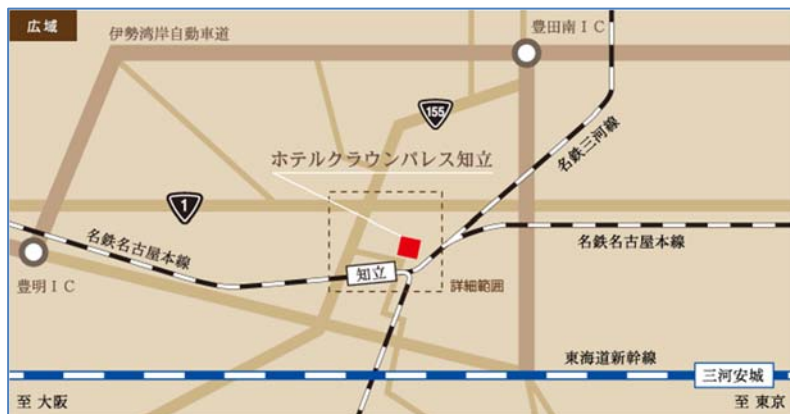 広域
伊勢湾岸自動車道
豊田南IC
155
ホテルクラウンパレス知立
名鉄三河線
1
名鉄名古屋本線
名鉄名古屋本線
豊明IC
知立
詳細範囲
東海道新幹線
三河安城
至 大阪
至 東京